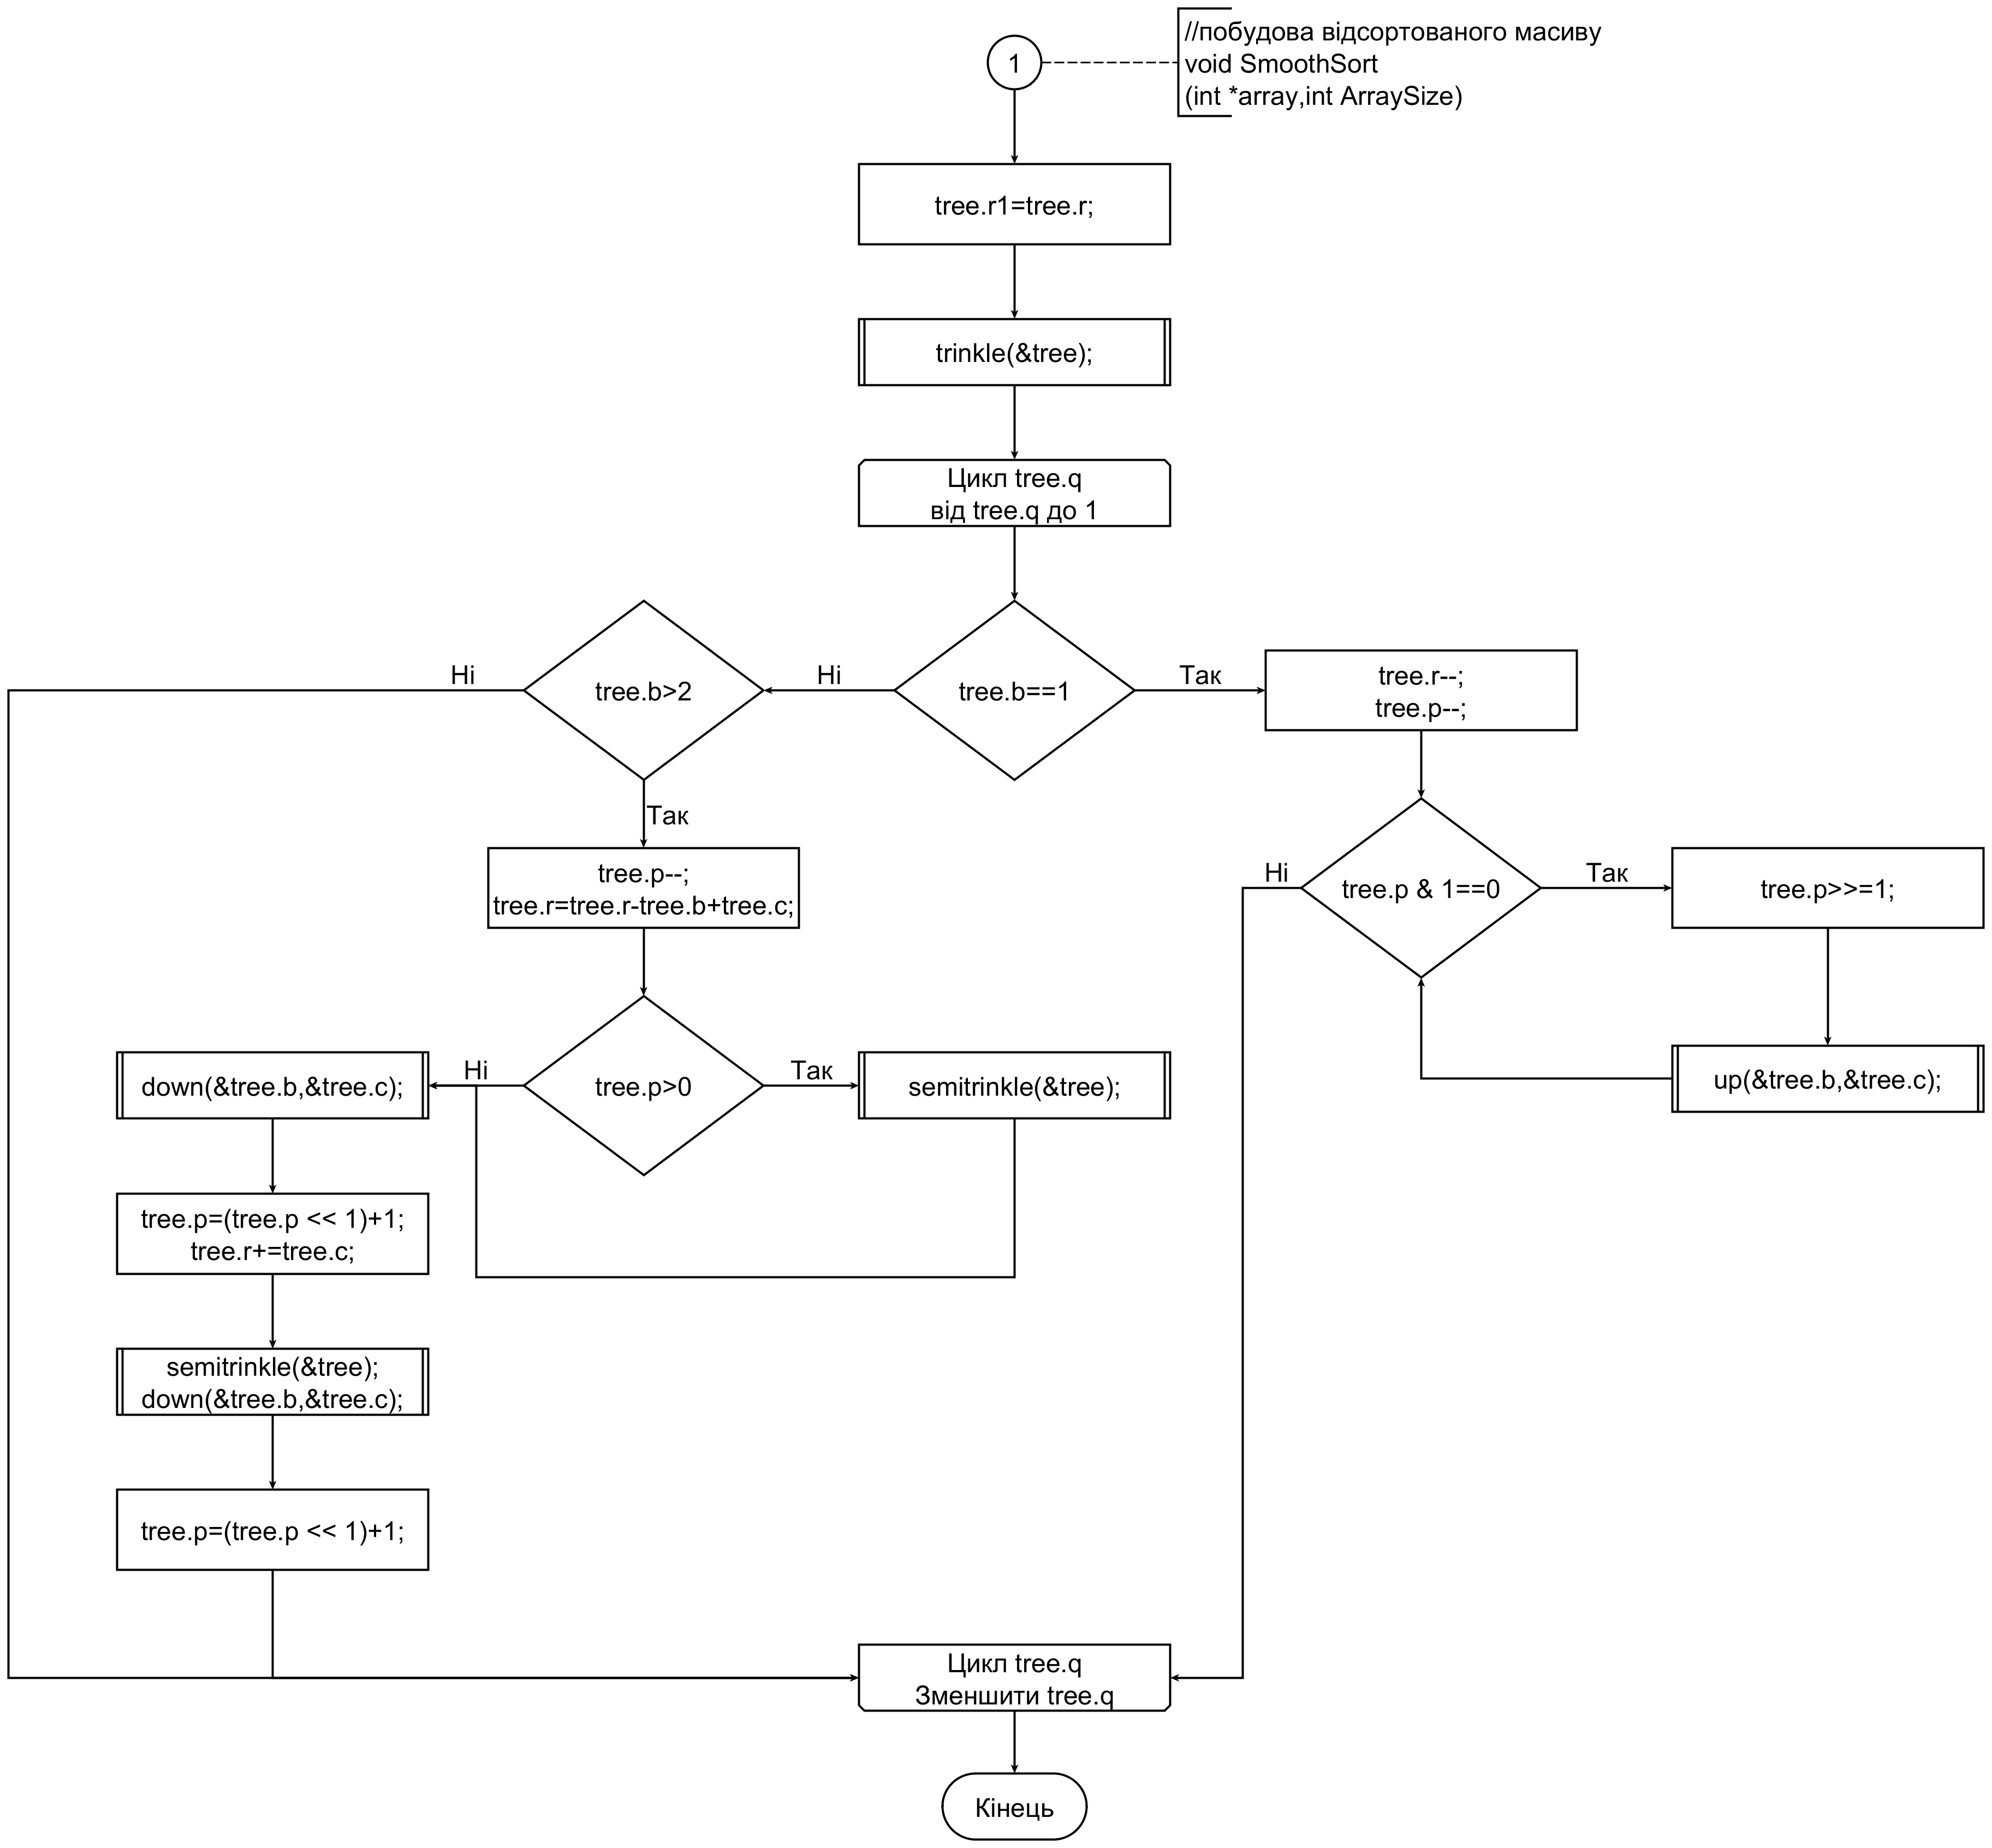 1
//побудова відсортованого масиву
void SmoothSort
(int *array,int ArraySize)
tree.r1=tree.r;
trinkle(&tree);
Цикл tree.q
від tree.q до 1
tree.b==1
Ні
Так
tree.b>2
Ні
Так
tree.r--;
tree.p--;
tree.p & 1==0
Ні
Так
tree.p>>=1;
up(&tree.b,&tree.c);
tree.p--;
tree.r=tree.r-tree.b+tree.c;
tree.p>0
Ні
Так
semitrinkle(&tree);
down(&tree.b,&tree.c);
tree.p=(tree.p << 1)+1;
tree.r+=tree.c;
semitrinkle(&tree);
down(&tree.b,&tree.c);
tree.p=(tree.p << 1)+1;
Цикл tree.q
Зменшити tree.q
Кінець